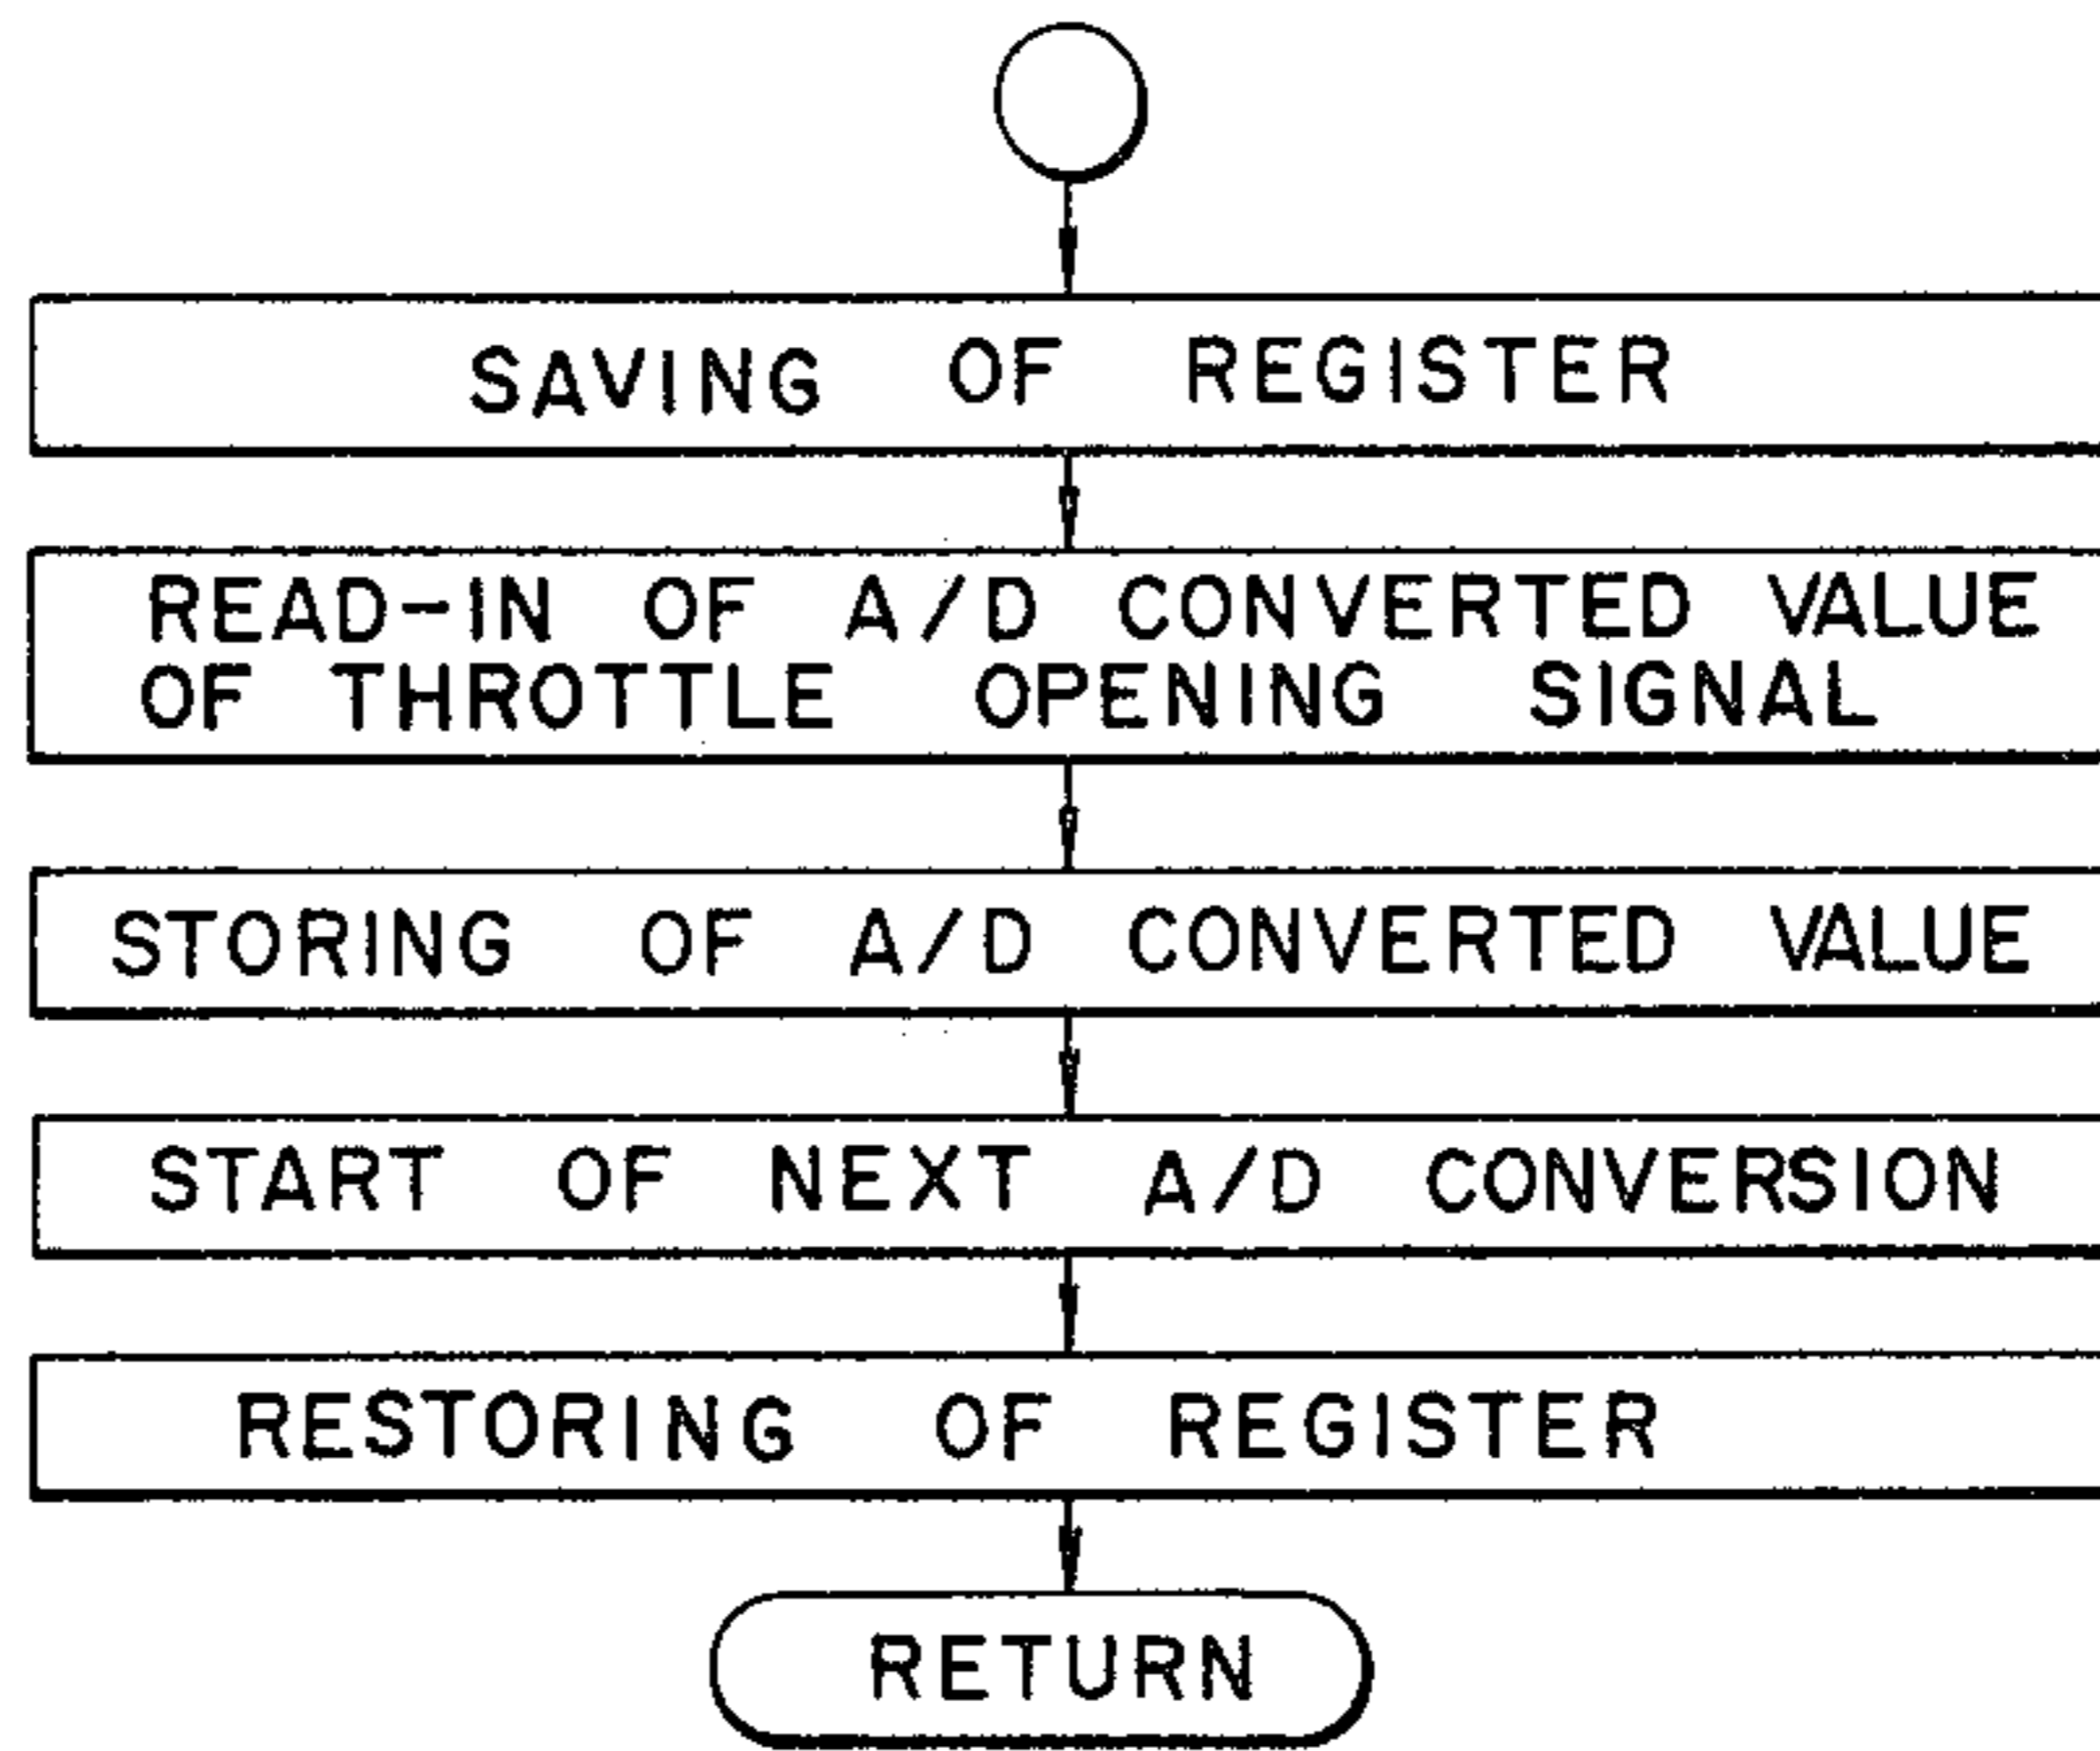 SAVING OF REGISTER
READ-IN OF A/D CONVERTED VALUE
OF THROTTLE OPENING SIGNAL
STORING OF A/D CONVERTED VALUE
START OF NEXT A/D CONVERSION
RESTORING OF REGISTER
RETURN